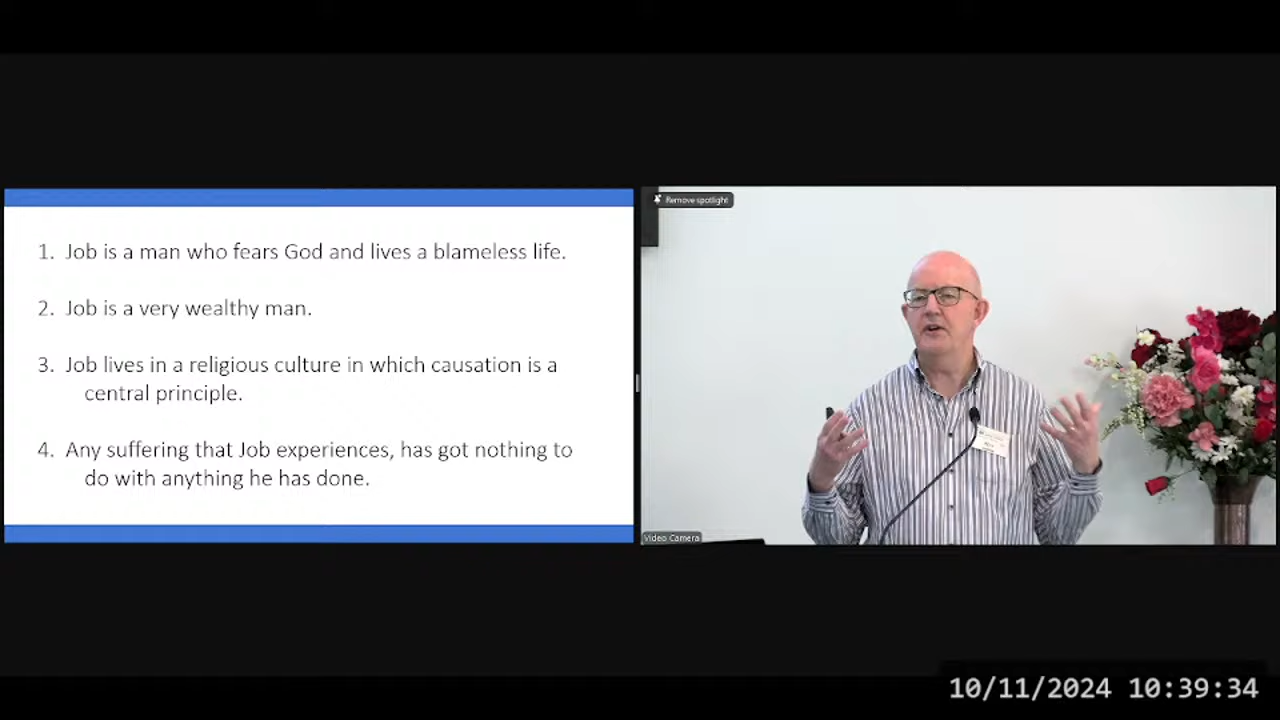 1. Job is a man who fears God and lives a blameless life.
2. Job is a very wealthy man.
3. Job lives in a religious culture in which causation is a
central principle.
4. Any suffering that Job experiences, has got nothing to
do with anything he has done.
Remove spotlight
Video Camera
10/11/2024 10:39:34